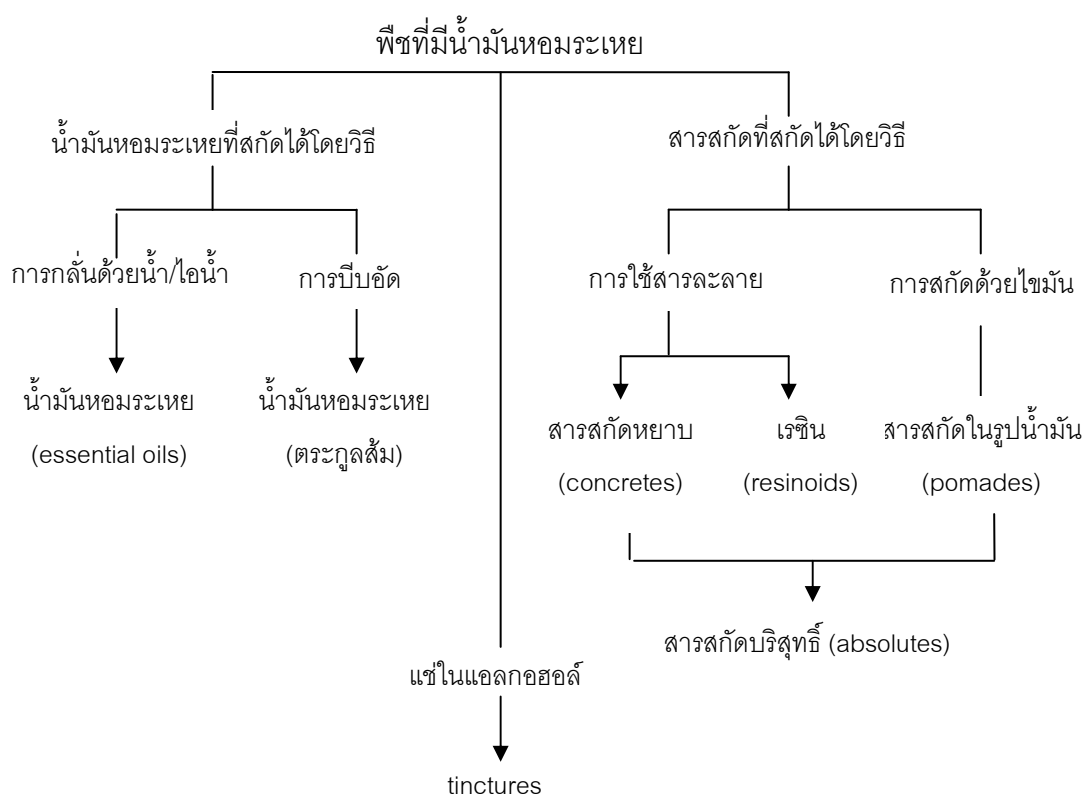 พืชที่มีน้ำมันหอมระเหย
น้ำมันหอมระเหยที่สกัดได้โดยวิธี
สารสกัดที่สกัดได้โดยวิธี
การกลั่นด้วยน้ำ/ไอน้ำ
การบีบอัด
การใช้สารละลาย
การสกัดด้วยไขมัน
น้ำมันหอมระเหย
(essential oils)
น้ำมันหอมระเหย
(ตระกูลส้ม)
สารสกัดหยาบ
(concretes)
เรซิน
(resinoids)
สารสกัดในรูปน้ำมัน
(pomades)
สารสกัดบริสุทธิ์ (absolutes)
แช่ในแอลกอฮอล์
tinctures